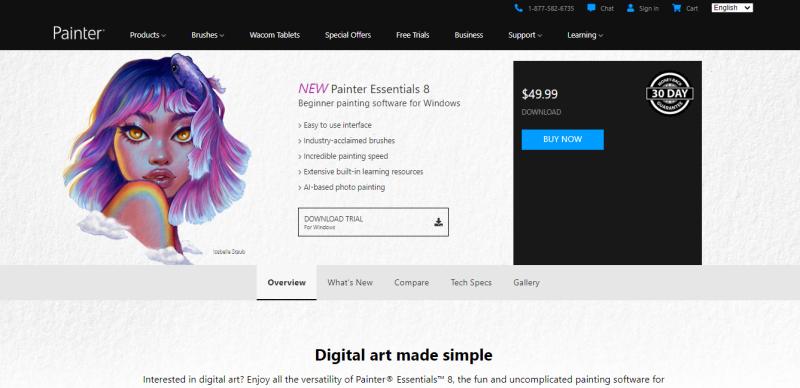 1-877-582-6735 Chat Sign in Cart English
Painter™ Products Brushes Wacom Tablets Special Offers Free Trials Business Support Learning
NEW Painter Essentials 8
Beginner painting software for Windows
› Easy to use interface
› Industry-acclaimed brushes
› Incredible painting speed
› Extensive built-in learning resources
› AI-based photo painting
DOWNLOAD TRIAL
For Windows
Isabella Staub
$49.99
DOWNLOAD
BUY NOW
MONEY BACK
30 DAY
GUARANTEE
Overview What's New Compare Tech Specs Gallery
Digital art made simple
Interested in digital art? Enjoy all the versatility of Painter® Essentials™ 8, the fun and uncomplicated painting software for